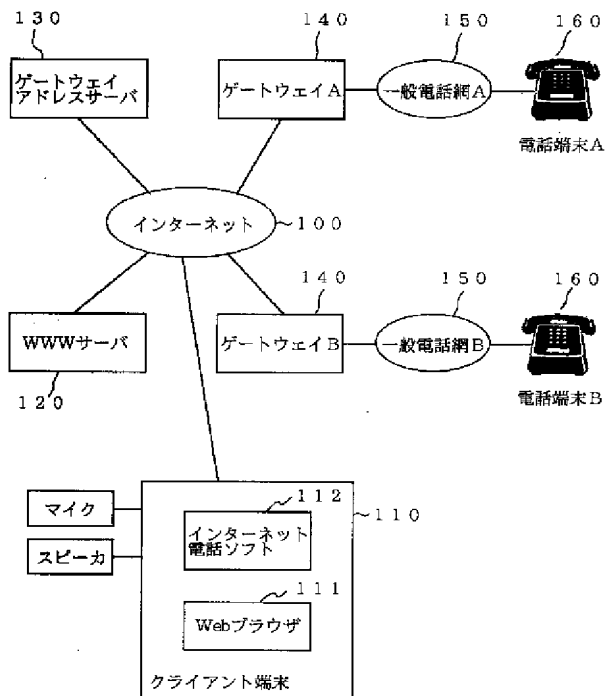 130
140
150
160
ゲートウェイ
アドレスサーバ
ゲートウェイA
一般電話網A
電話端末A
インターネット
100
140
150
160
WWWサーバ
ゲートウェイB
一般電話網B
120
電話端末B
112
マイク
110
インターネット
電話ソフト
スピーカ
111
Webブラウザ
クライアント端末